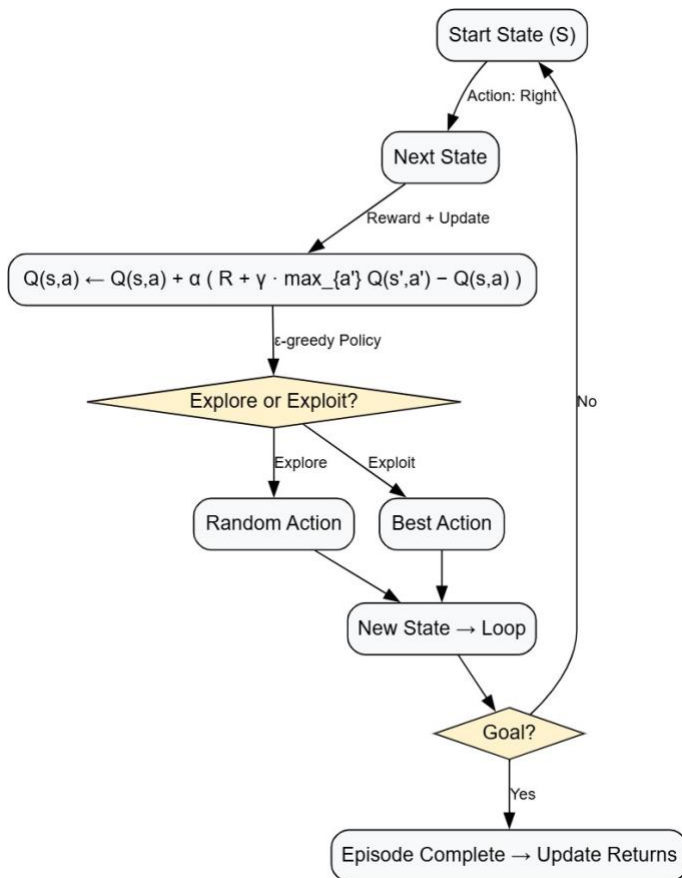 Start State (S)
Action: Right
Next State
Reward + Update
Q(s,a) ← Q(s,a) + α ( R + γ · max_{a'} Q(s',a') − Q(s,a) )
ε-greedy Policy
Explore or Exploit?
No
Explore
Exploit
Random Action
Best Action
New State → Loop
Goal?
Yes
Episode Complete → Update Returns